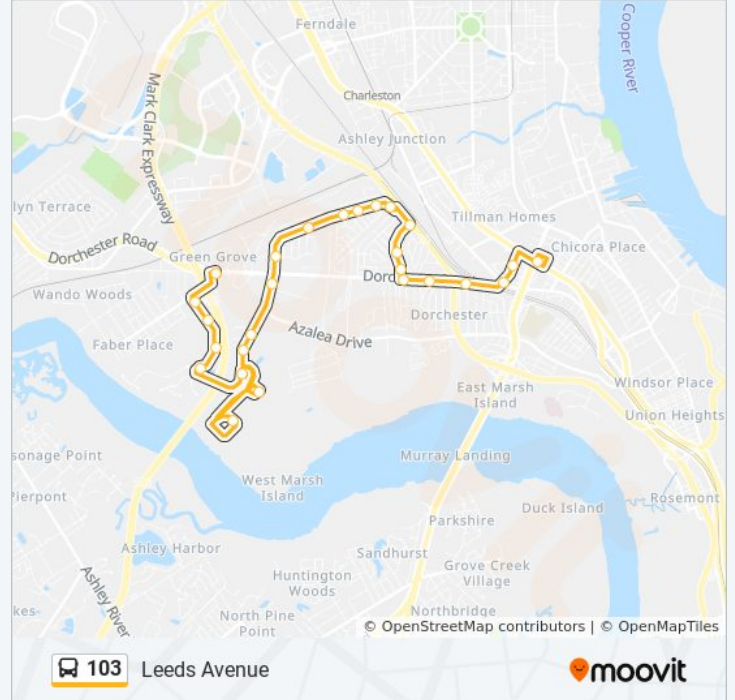 Ferndale
Cooper River
Charleston
Mark Clark Expressway
Ashley Junction
lyn Terrace
Tillman Homes
Dorchester Road
Chicora Place
Green Grove
Dorc
Wando Woods
Dorchester
Azalea Drive
Faber Place
Windsor Place
East Marsh
Island
Union Heights
sonage Point
Murray Landing
West Marsh
Island
Rosemont
Pierpont
Duck Island
Parkshire
Ashley Harbor
Sandhurst
Grove Creek
Village
Huntington
Woods
Ashley River
kes-
North Pine
Point
Northbridge
© OpenStreetMap contributors | © OpenMapTiles
103 Leeds Avenue
moovit